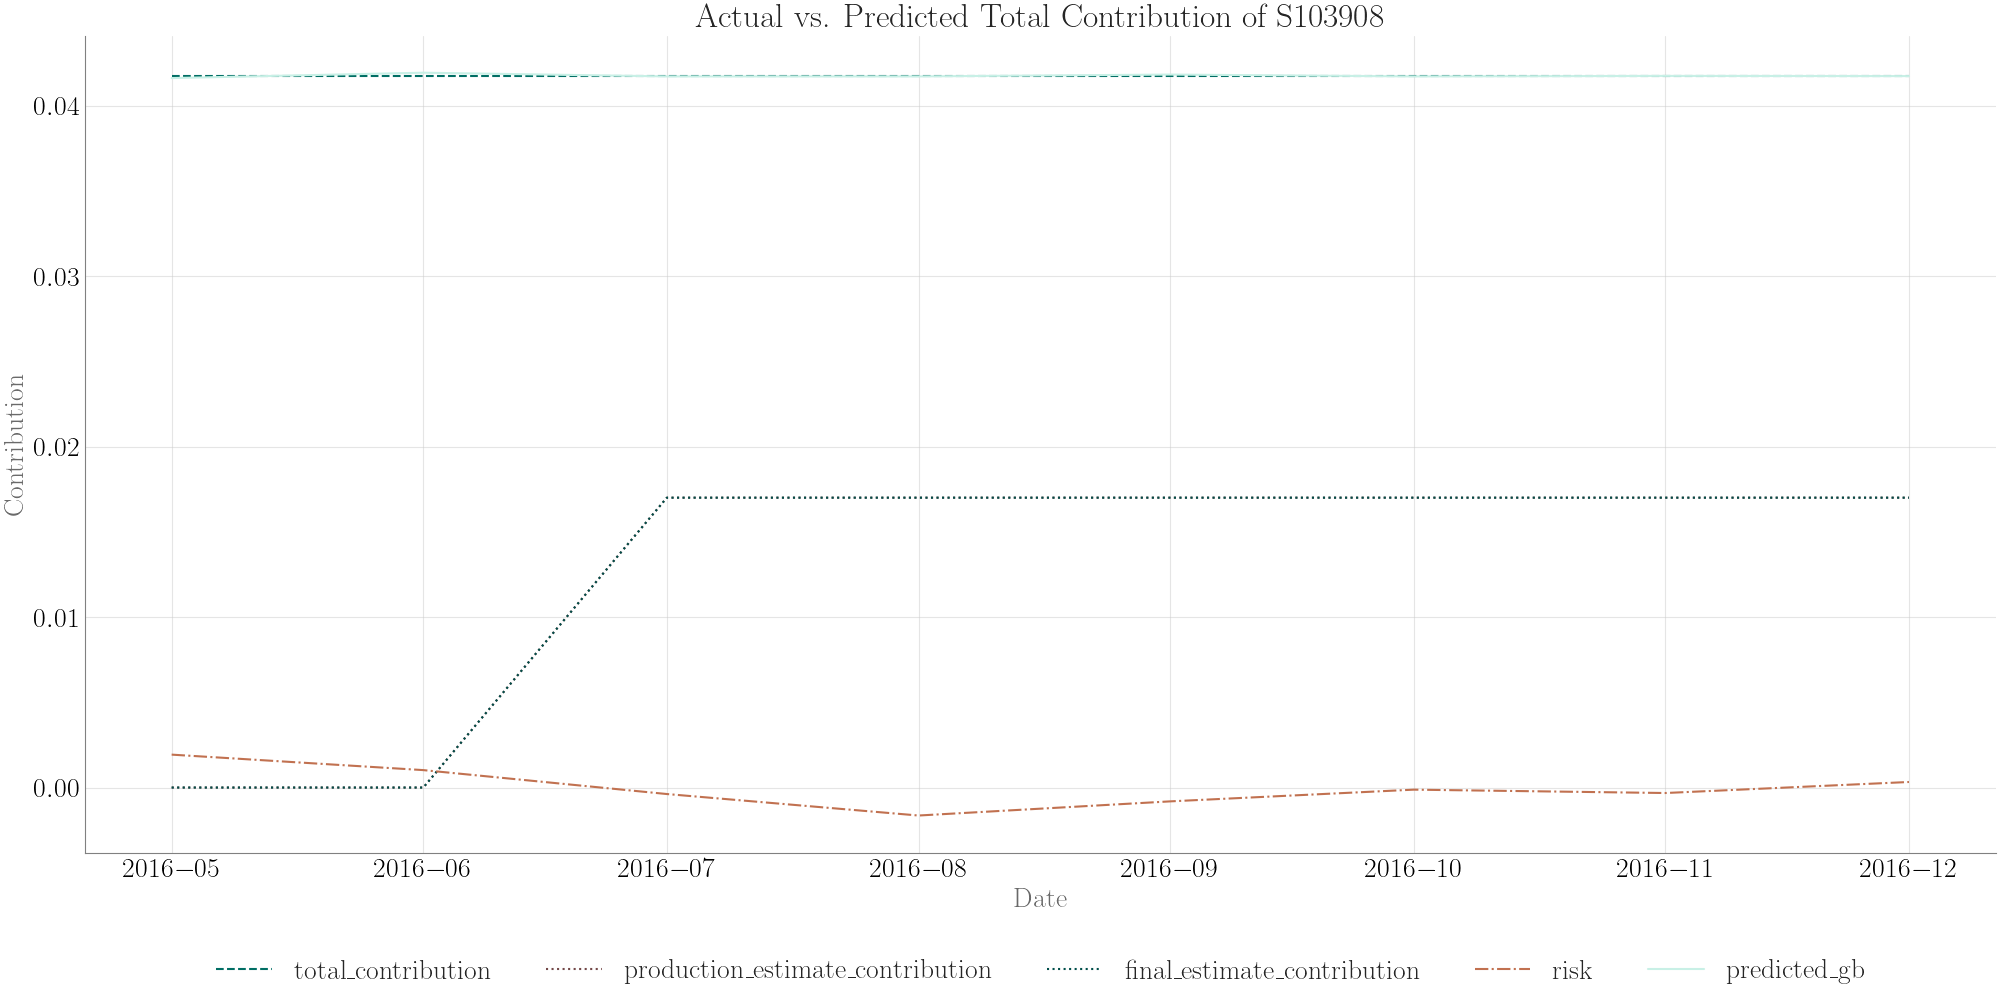 Actual vs. Predicted Total Contribution of S103908
Contribution
0.04
0.03
0.02
0.01
0.00
2016–05 2016–06 2016–07 2016–08 2016–09 2016–10 2016–11 2016–12
Date
total_contribution production_estimate_contribution final_estimate_contribution risk predicted_gb